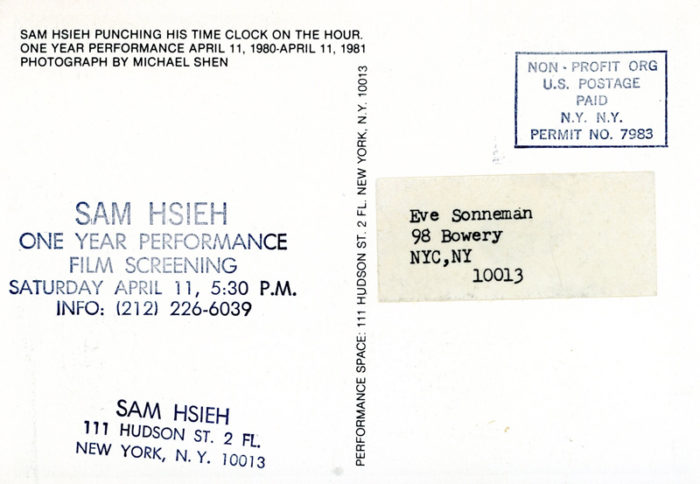 SAM HSIEH PUNCHING HIS TIME CLOCK ON THE HOUR.
ONE YEAR PERFORMANCE APRIL 11, 1980-APRIL 11, 1981
PHOTOGRAPH BY MICHAEL SHEN
SAM HSIEH
ONE YEAR PERFORMANCE
FILM SCREENING
SATURDAY APRIL 11, 5:30 P.M.
INFO: (212) 226-6039
SAM HSIEH
111 HUDSON ST. 2 FL.
NEW YORK, N.Y. 10013
PERFORMANCE SPACE: 111 HUDSON ST. 2 FL. NEW YORK, N.Y. 10013
NON-PROFIT ORG
U.S. POSTAGE
PAID
N.Y. N.Y.
PERMIT NO. 7983
Eve Sonneman
98 Bowery
NYC,NY
10013